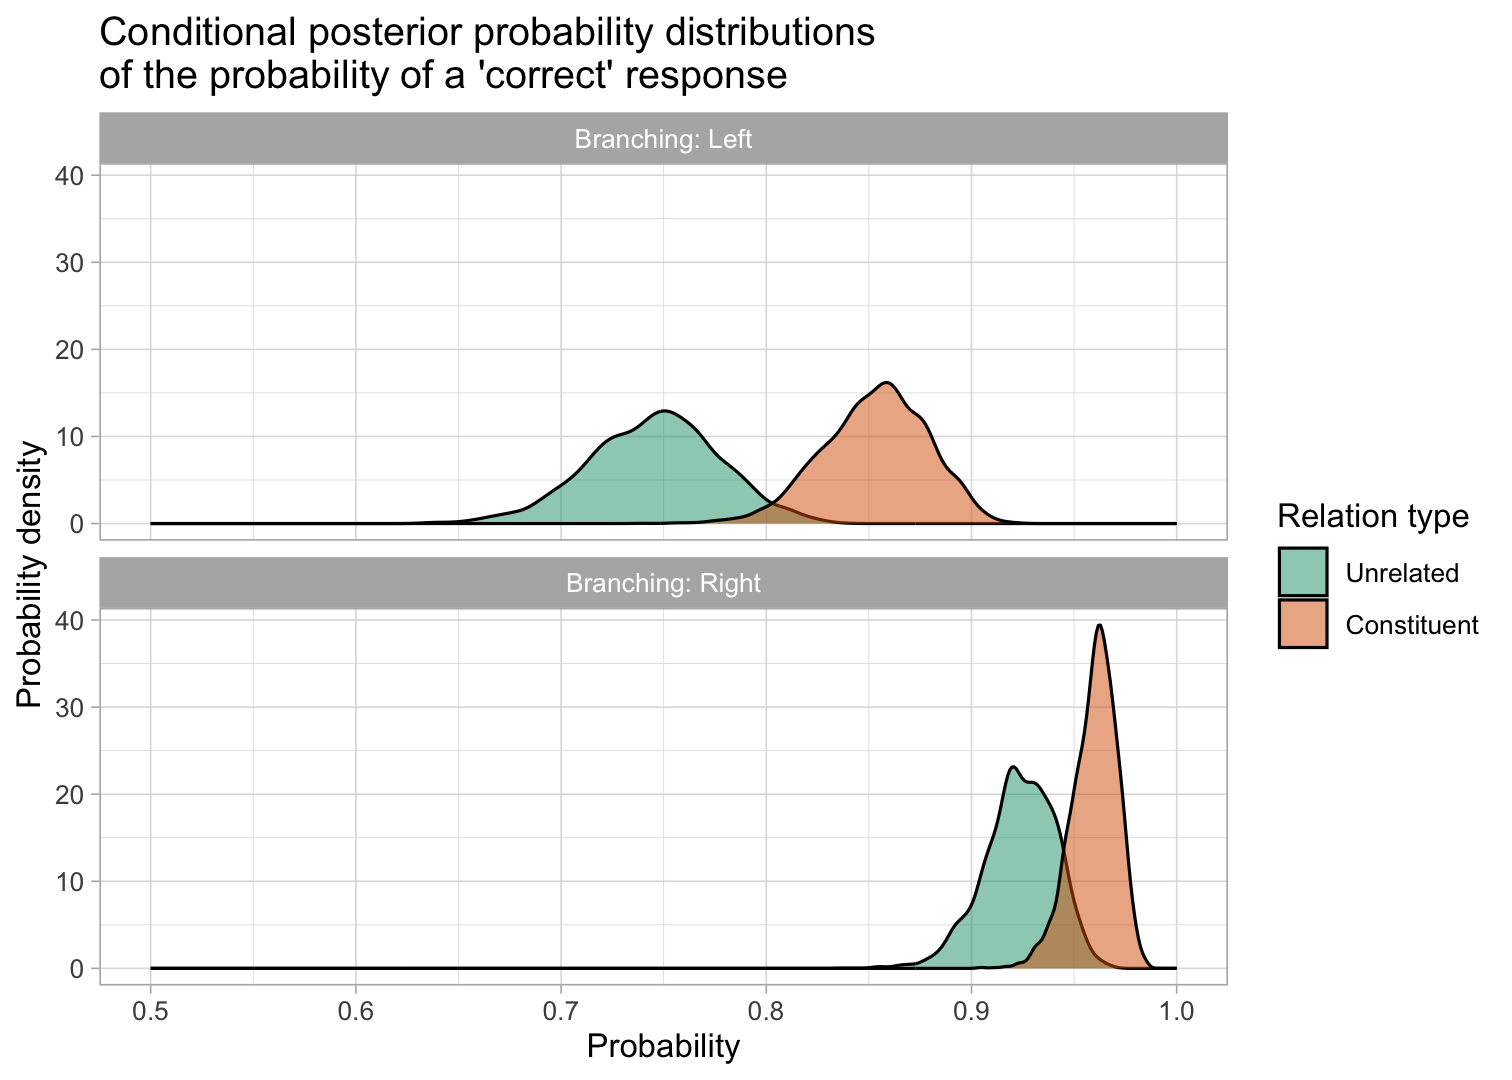 Conditional posterior probability distributions
of the probability of a 'correct' response
Branching: Left
40
30
20
10
0
Branching: Right
40
30
20
10
0
0.5 0.6 0.7 0.8 0.9 1.0
Probability
Probability density
Relation type
Unrelated
Constituent